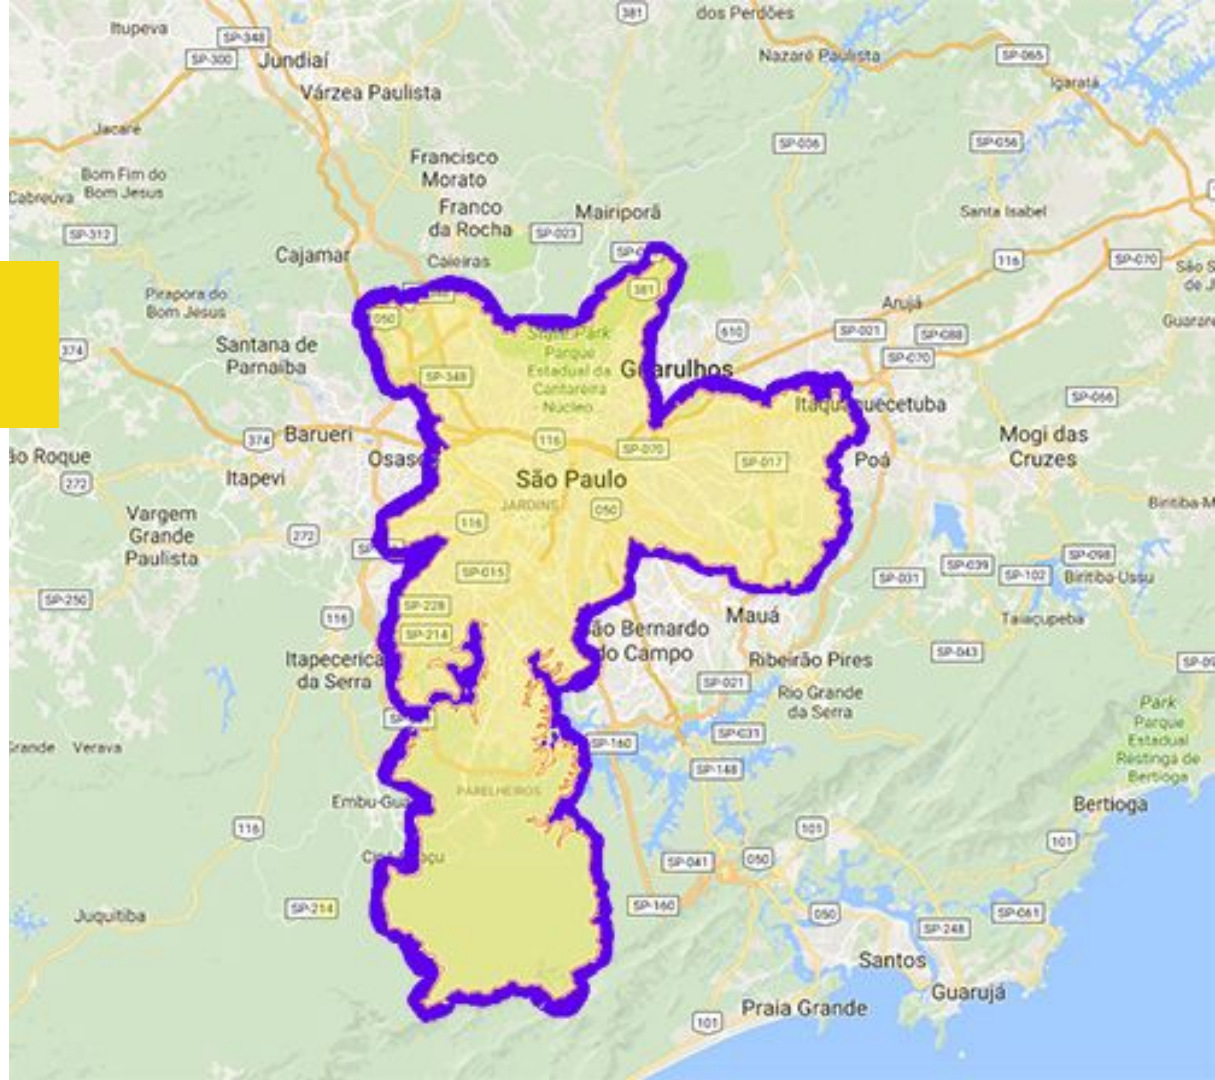 381
dos Perdões
Itupeva
SP-348
SP-300
Jundiaí
Nazaré Paulista
SP-065
Igaratá
Várzea Paulista
Jacaré
SP-036
SP-056
Francisco
Morato
Bom Fim do
Bom Jesus
Cabreúva
Franco
da Rocha
Mairiporã
Santa Isabel
SP-312
SP-023
Cajamar
Caieiras
116
SP-070
Pirapora do
Bom Jesus
381
Arujá
050
610
SP-021
SP-088
374
Santana de
Parnaíba
State Park
Parque
Estadual da
Cantareira
Núcleo
SP-070
SP-348
Guarulhos
SP-066
Itaquaquecetuba
374
Barueri
116
SP-070
Mogi das
Cruzes
Osasc
ão Roque
SP-017
Poá
272
Itapevi
São Paulo
JARDINS
050
Vargem
Grande
Paulista
116
272
SP-098
SP-039
SP-015
SP-031
SP-102
Biritiba-Ussu
SP-250
SP-228
116
Mauá
Taiaçupeba
SP-214
ão Bernardo
do Campo
SP-043
Itapecerica
da Serra
Ribeirão Pires
SP-021
Rio Grande
da Serra
Park
Parque
Estadual
Restinga de
Bertioga
SP-031
SP-160
Verava
SP-148
PARELHEIROS
Embu-Gua
Bertioga
116
101
101
SP-041
050
Juquitiba
SP-214
SP-160
050
SP-061
SP-248
Santos
Guarujá
Praia Grande
101